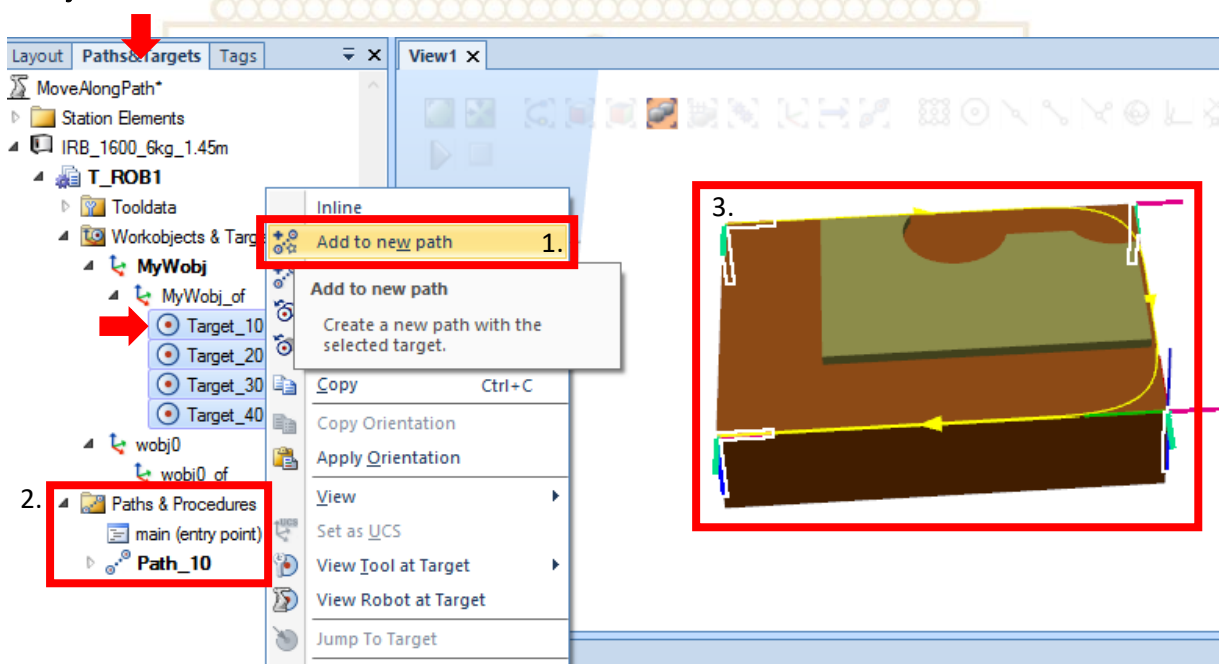 Layout Paths&Targets Tags
View1
MoveAlongPath*
Station Elements
IRB_1600_6kg_1.45m
T_ROB1
Tooldata
Workobjects & Targe
MyWobj
MyWobj_of
Target_10
Target_20
Target_30
Target_40
wobj0
wobj0_of
2.
Paths & Procedures
main (entry point)
Path_10
Inline
Add to new path 1.
Add to new path
Create a new path with the
selected target.
Copy Ctrl+C
Copy Orientation
Apply Orientation
View
Set as UCS
View Tool at Target
View Robot at Target
Jump To Target
3.